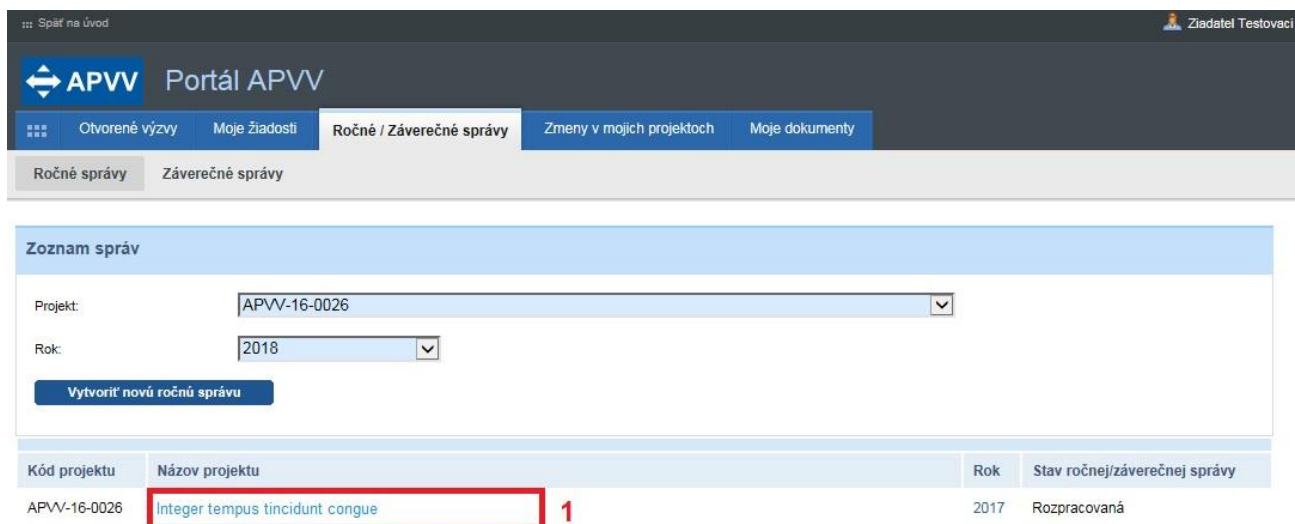 Späť na úvod
Ziadatel Testovaci
APVV Portál APVV
Otvorené výzvy Moje žiadosti Ročné / Záverečné správy Zmeny v mojich projektoch Moje dokumenty
Ročné správy Záverečné správy
Zoznam správ
Projekt: APVV-16-0026
Rok: 2018
Vytvoriť novú ročnú správu
Kód projektu Názov projektu Rok Stav ročnej/záverečnej správy
APVV-16-0026 Integer tempus tincidunt congue 1 2017 Rozpracovaná